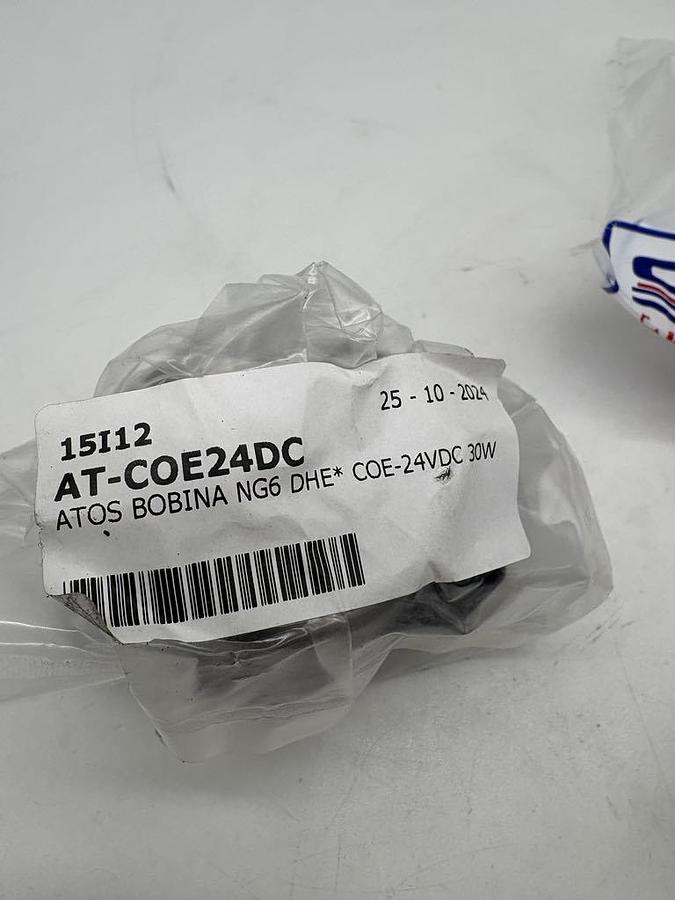 25 - 10 - 2024
15I12
AT-COE24DC
ATOS BOBINA NG6 DHE* COE-24VDC 30W